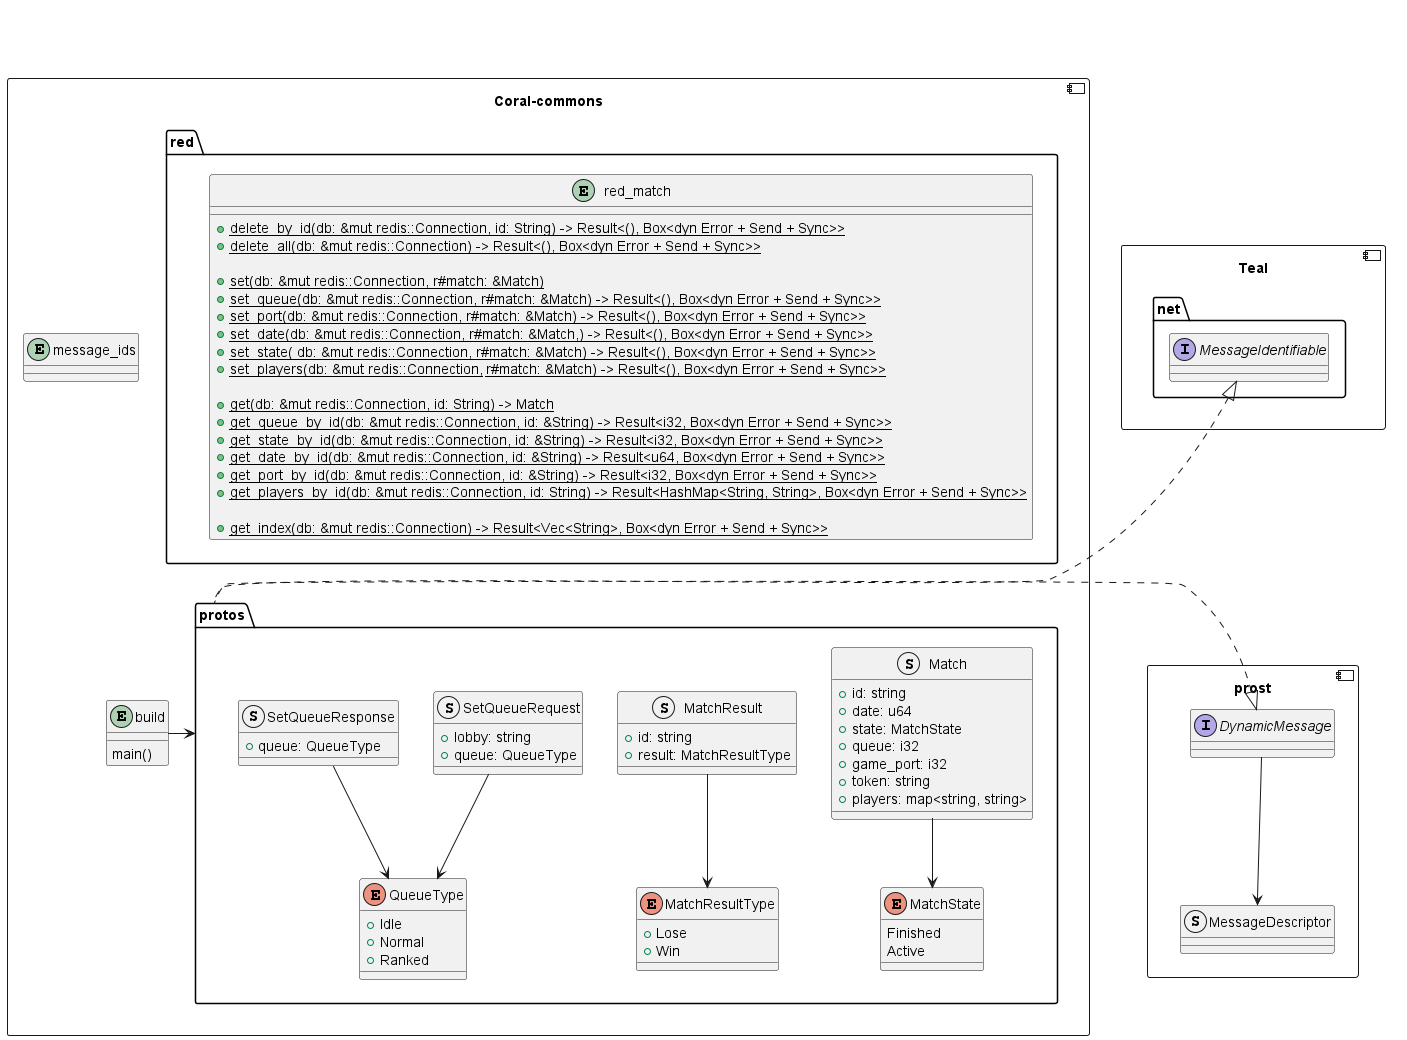 Coral-commons
red
E red_match
delete_by_id(db: &mut redis::Connection, id: String) -> Result<(), Box<dyn Error + Send + Sync>>
delete_all(db: &mut redis::Connection) -> Result<(), Box<dyn Error + Send + Sync>>
set(db: &mut redis::Connection, r#match: &Match)
set_queue(db: &mut redis::Connection, r#match: &Match) -> Result<(), Box<dyn Error + Send + Sync>>
set_port(db: &mut redis::Connection, r#match: &Match) -> Result<(), Box<dyn Error + Send + Sync>>
set_date(db: &mut redis::Connection, r#match: &Match,) -> Result<(), Box<dyn Error + Send + Sync>>
set_state( db: &mut redis::Connection, r#match: &Match) -> Result<(), Box<dyn Error + Send + Sync>>
set_players(db: &mut redis::Connection, r#match: &Match) -> Result<(), Box<dyn Error + Send + Sync>>
get(db: &mut redis::Connection, id: String) -> Match
get_queue_by_id(db: &mut redis::Connection, id: &String) -> Result<i32, Box<dyn Error + Send + Sync>>
get_state_by_id(db: &mut redis::Connection, id: &String) -> Result<i32, Box<dyn Error + Send + Sync>>
get_date_by_id(db: &mut redis::Connection, id: &String) -> Result<u64, Box<dyn Error + Send + Sync>>
get_port_by_id(db: &mut redis::Connection, id: &String) -> Result<i32, Box<dyn Error + Send + Sync>>
get_players_by_id(db: &mut redis::Connection, id: String) -> Result<HashMap<String, String>, Box<dyn Error + Send + Sync>>
get_index(db: &mut redis::Connection) -> Result<Vec<String>, Box<dyn Error + Send + Sync>>
E message_ids
Teal
net
I MessageIdentifiable
protos
E build
main()
S SetQueueResponse
queue: QueueType
S SetQueueRequest
lobby: string
queue: QueueType
S MatchResult
id: string
result: MatchResultType
S Match
id: string
date: u64
state: MatchState
queue: i32
game_port: i32
token: string
players: map<string, string>
E QueueType
Idle
Normal
Ranked
E MatchResultType
Lose
Win
E MatchState
Finished
Active
prost
I DynamicMessage
S MessageDescriptor